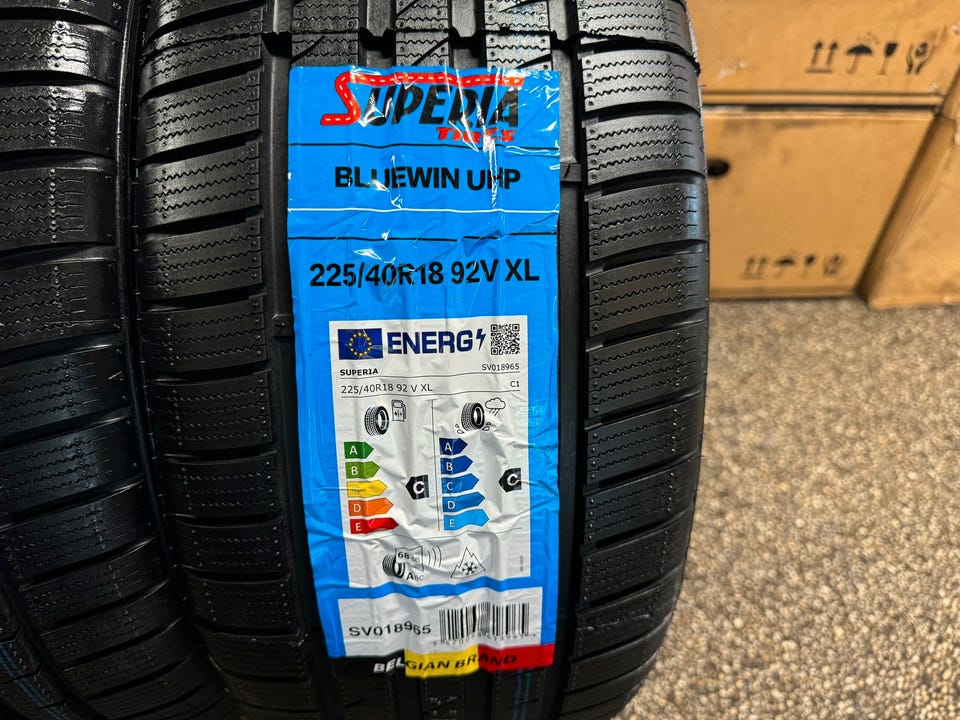 SUPERIA
TIRES
BLUEWIN UHP
225/40R18 92V XL
ENERG
SUPERIA SV018965
225/40R18 92 V XL C1
A A
B B
C C C C
D D
E E
68 dB
ABC
SV018965
BELGIAN BRAND